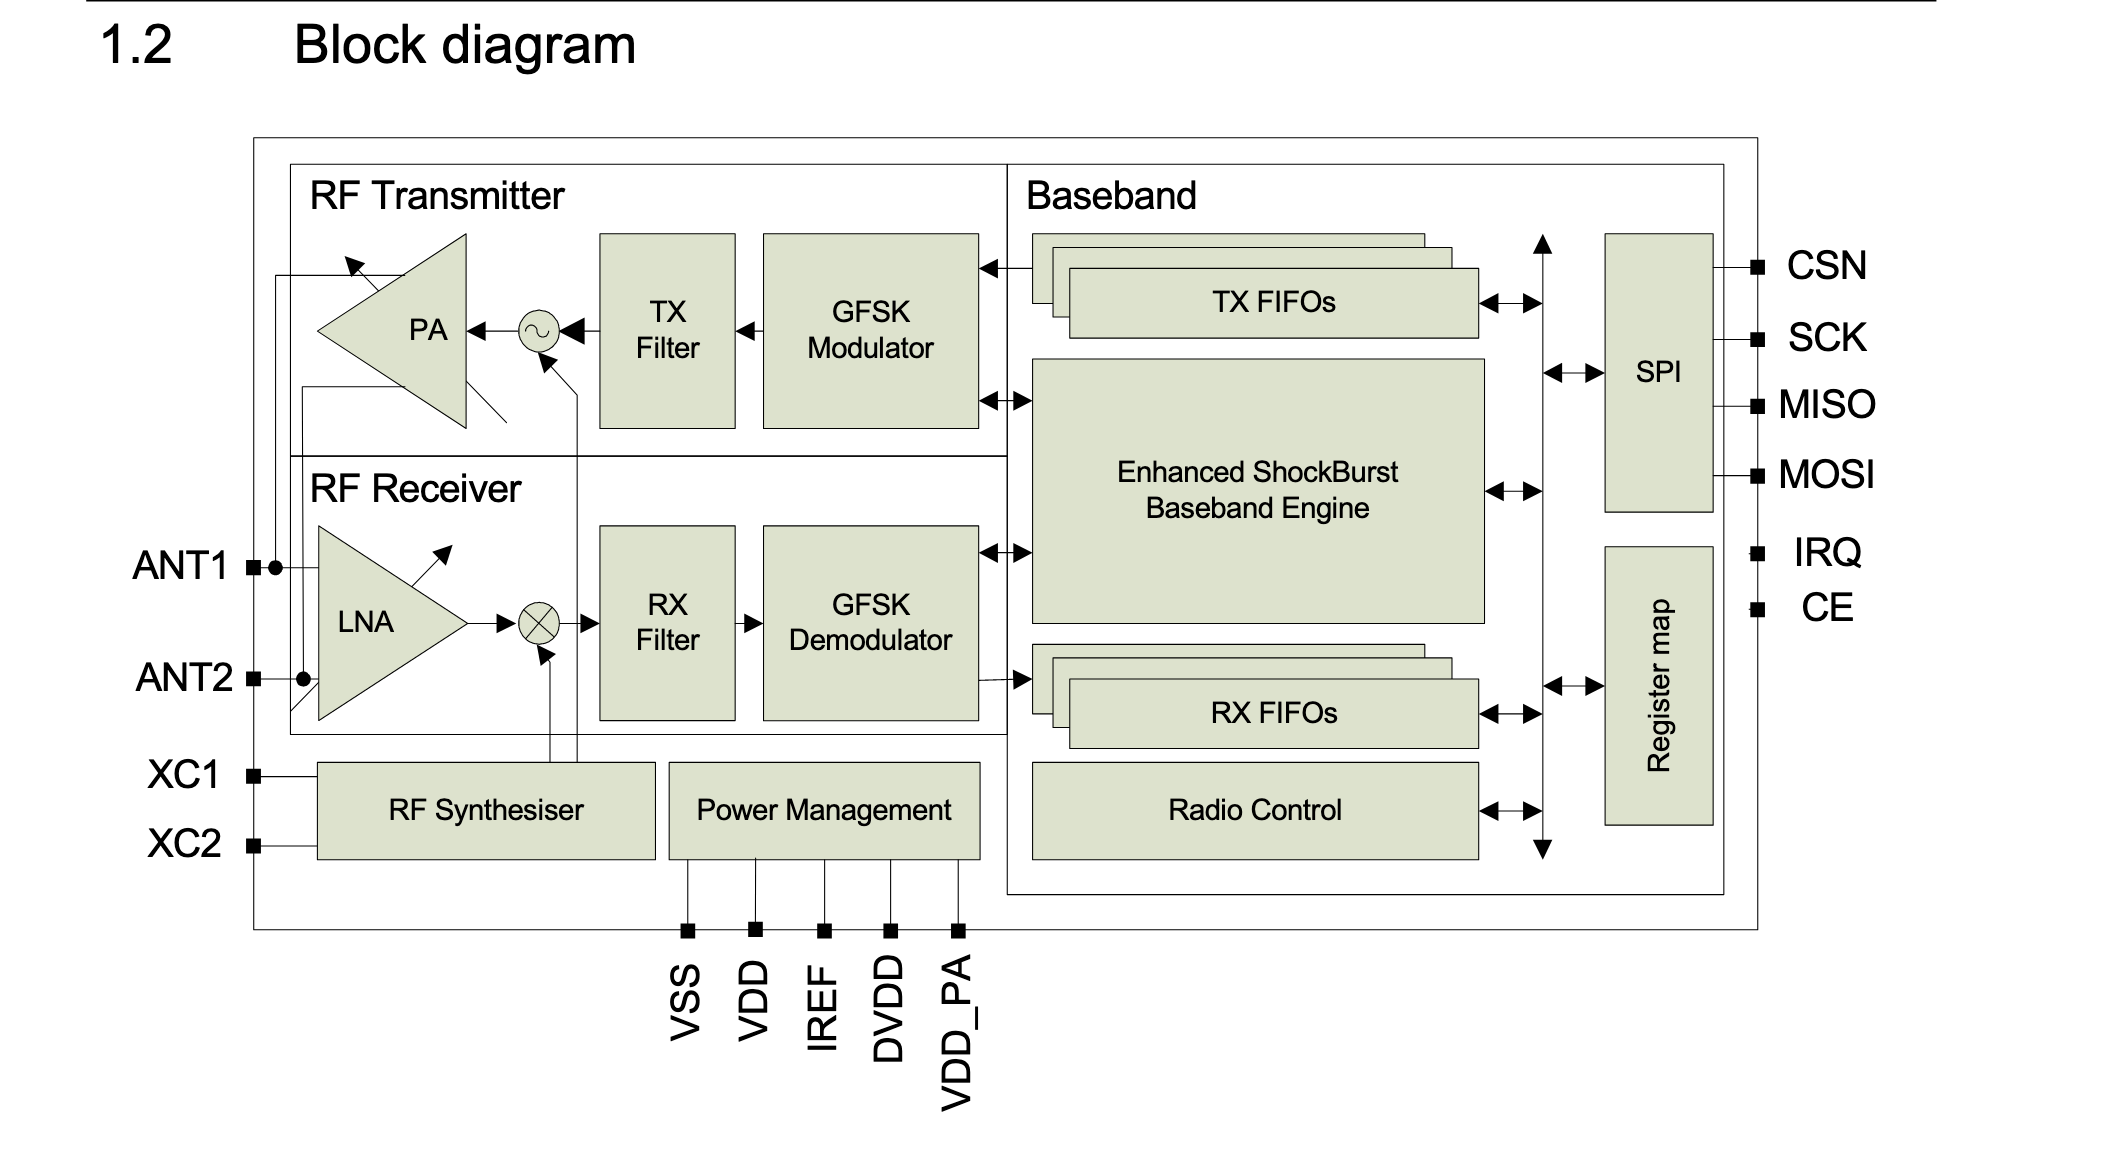 1.2 Block diagram
RF Transmitter
Baseband
PA
TX
Filter
GFSK
Modulator
TX FIFOs
SPI
CSN
SCK
MISO
MOSI
Enhanced ShockBurst
Baseband Engine
RF Receiver
ANT1
ANT2
LNA
RX
Filter
GFSK
Demodulator
IRQ
CE
RX FIFOs
Register map
XC1
XC2
RF Synthesiser
Power Management
Radio Control
VSS
VDD
IREF
DVDD
VDD_PA